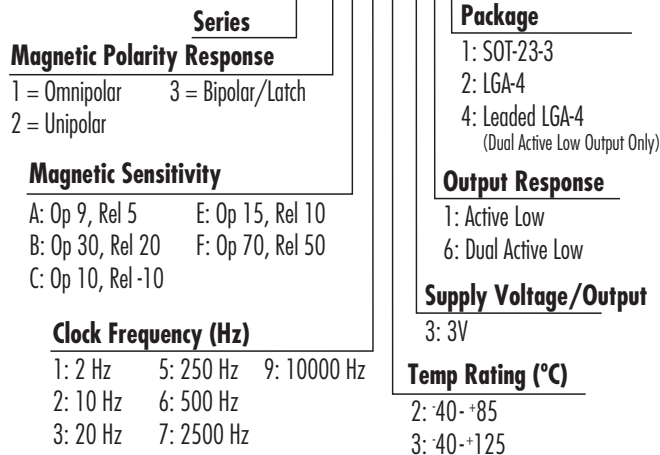 Series
Magnetic Polarity Response
1 = Omnipolar 3 = Bipolar/Latch
2 = Unipolar
Magnetic Sensitivity
A: Op 9, Rel 5 E: Op 15, Rel 10
B: Op 30, Rel 20 F: Op 70, Rel 50
C: Op 10, Rel -10
Clock Frequency (Hz)
1: 2 Hz 5: 250 Hz 9: 10000 Hz
2: 10 Hz 6: 500 Hz
3: 20 Hz 7: 2500 Hz
Package
1: SOT-23-3
2: LGA-4
4: Leaded LGA-4
(Dual Active Low Output Only)
Output Response
1: Active Low
6: Dual Active Low
Supply Voltage/Output
3: 3V
Temp Rating (ºC)
2: -40- +85
3: -40-+125